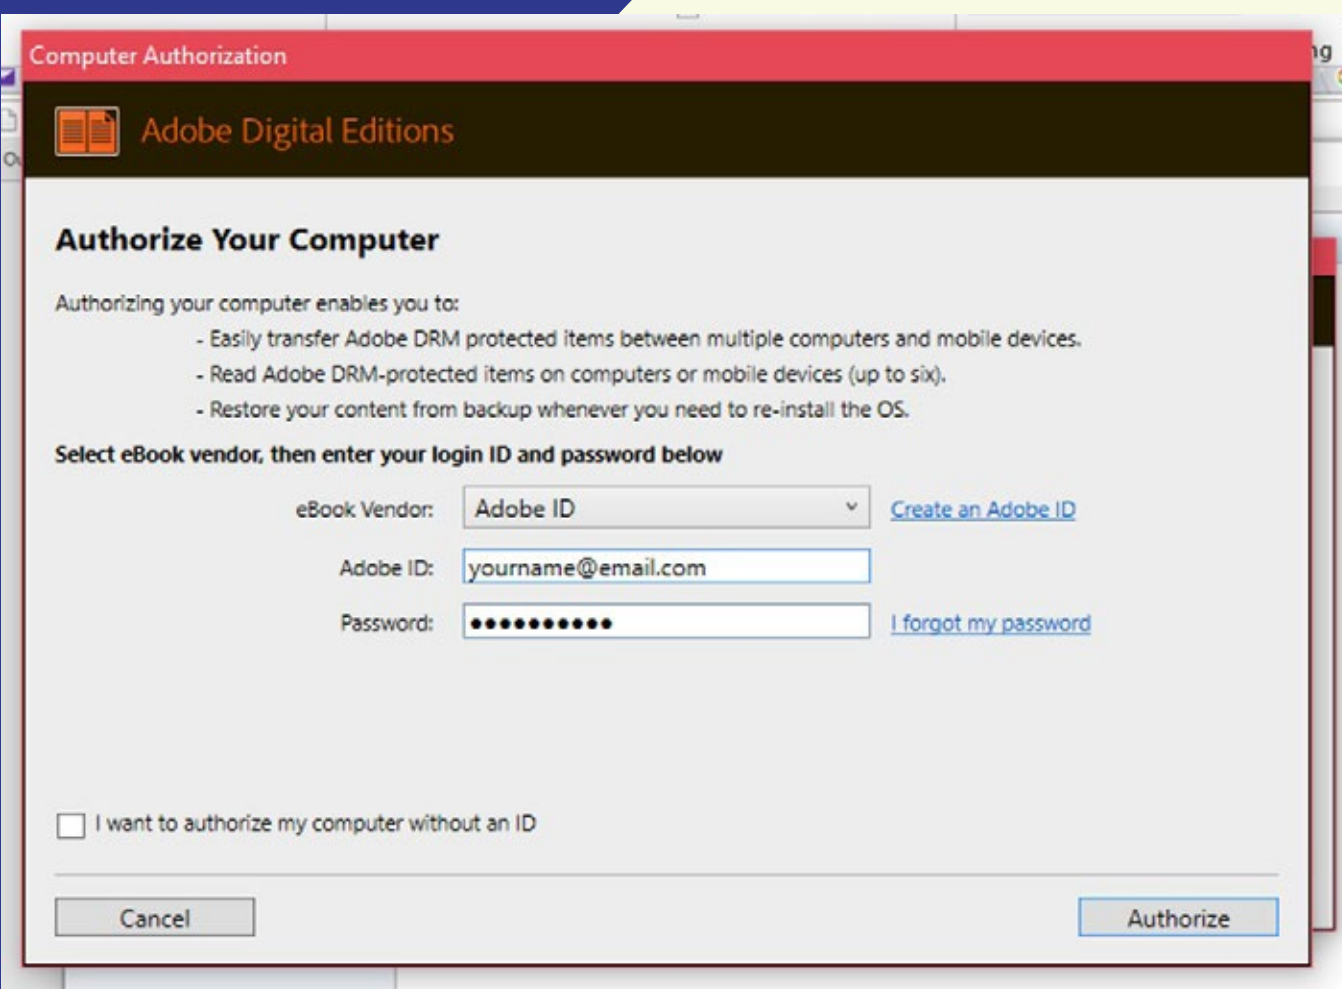 Computer Authorization
Adobe Digital Editions
Authorize Your Computer
Authorizing your computer enables you to:
- Easily transfer Adobe DRM protected items between multiple computers and mobile devices.
- Read Adobe DRM-protected items on computers or mobile devices (up to six).
- Restore your content from backup whenever you need to re-install the OS.
Select eBook vendor, then enter your login ID and password below
eBook Vendor: Adobe ID Create an Adobe ID
Adobe ID: yourname@email.com
Password: •••••••••• I forgot my password
I want to authorize my computer without an ID
Cancel Authorize